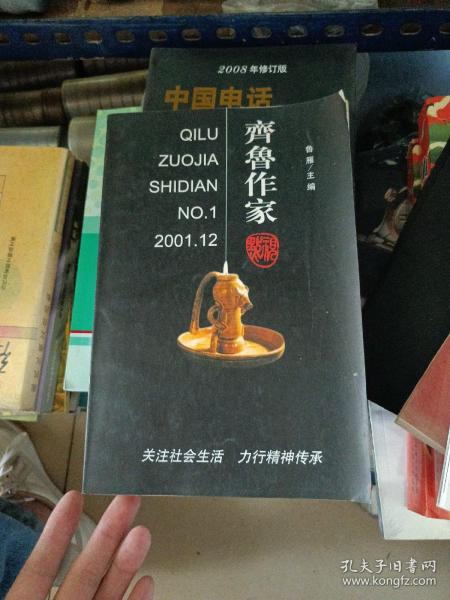 2008年修订版
中国电话
QILU
ZUOJIA
SHIDIAN
NO.1
2001.12
齊魯作家
视點
鲁雁/主编
关注社会生活 力行精神传承
孔夫子旧书网
www.kongfz.com